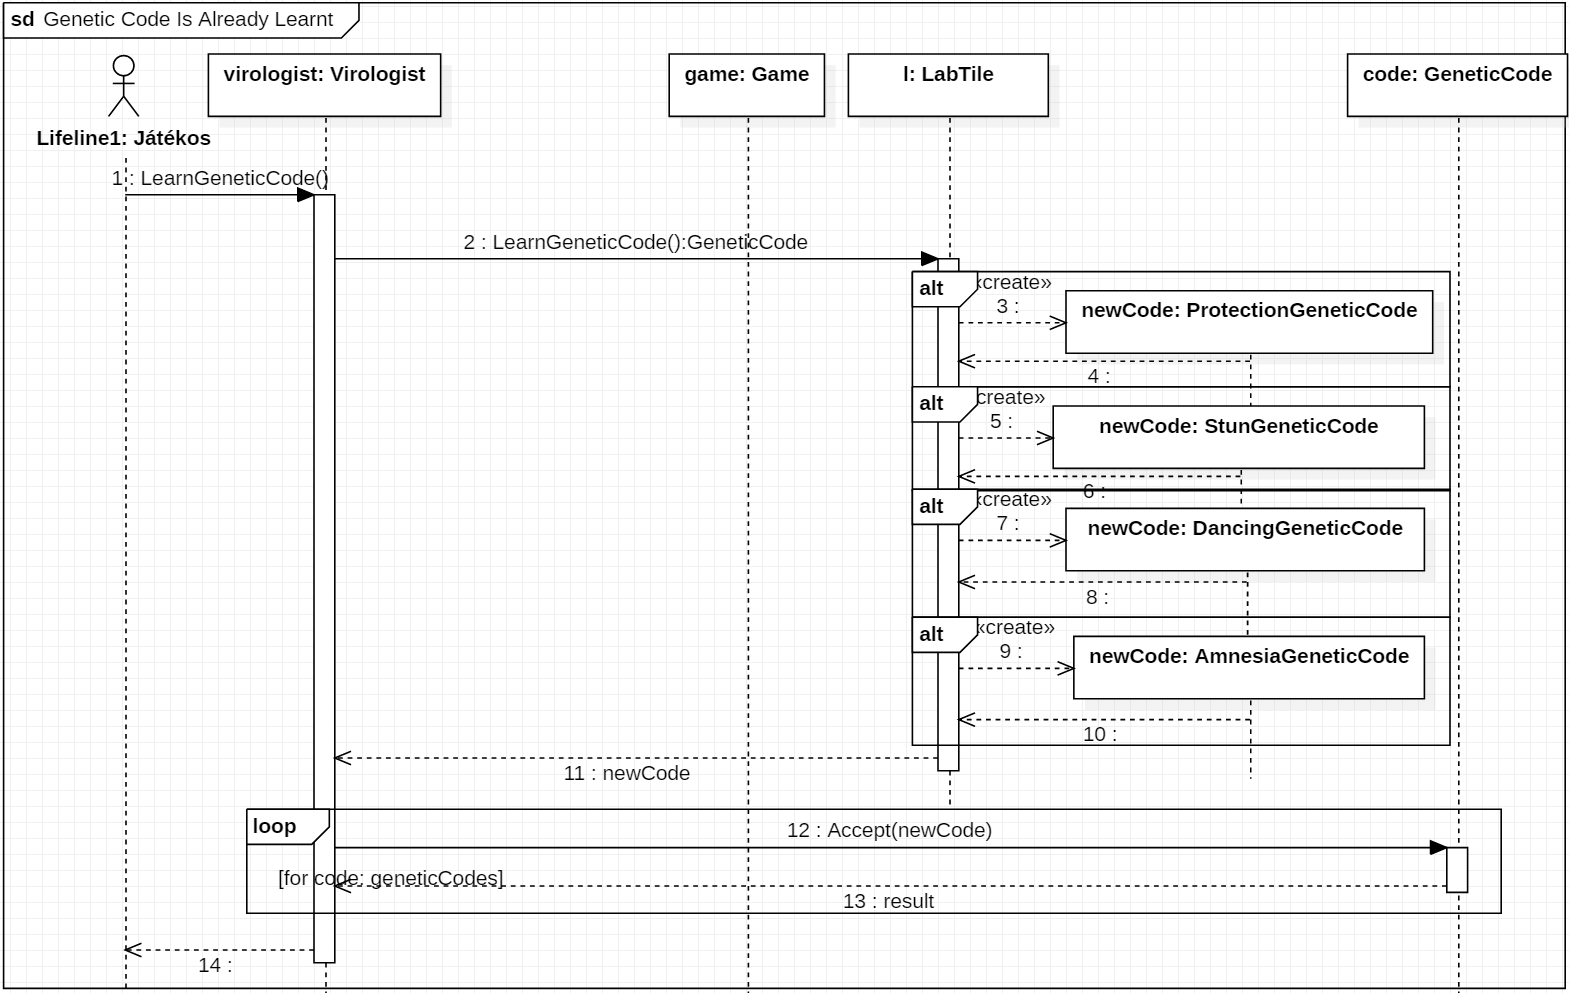 sd Genetic Code Is Already Learnt
virologist: Virologist
game: Game
l: LabTile
code: GeneticCode
Lifeline1: Játékos
1 : LearnGeneticCode()
2 : LearnGeneticCode():GeneticCode
alt
«create»
3 :
newCode: ProtectionGeneticCode
4 :
alt
create»
5 :
newCode: StunGeneticCode
6 :
alt
«create»
7 :
newCode: DancingGeneticCode
8 :
alt
«create»
9 :
newCode: AmnesiaGeneticCode
10 :
11 : newCode
loop
12 : Accept(newCode)
[for code: geneticCodes]
13 : result
14 :